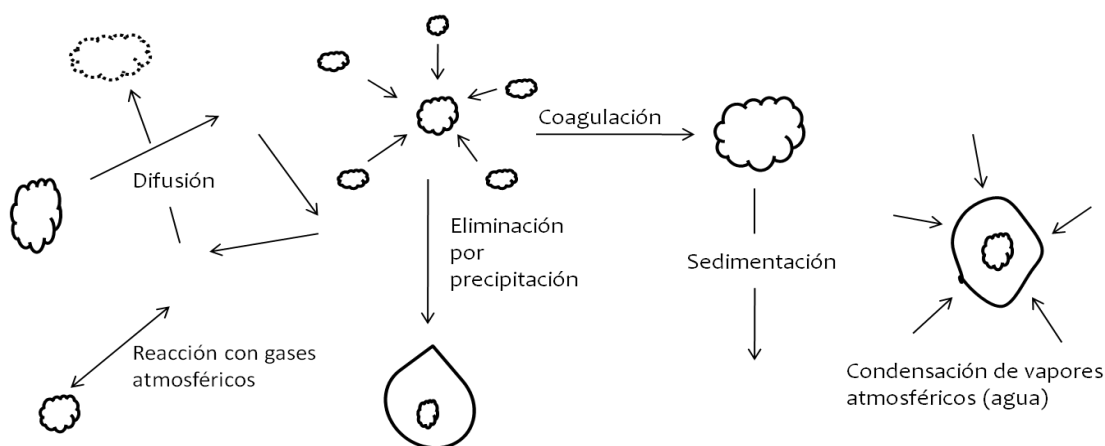 Difusión
Coagulación
Eliminación
por
precipitación
Sedimentación
Reacción con gases
atmosféricos
Condensación de vapores
atmosféricos (agua)